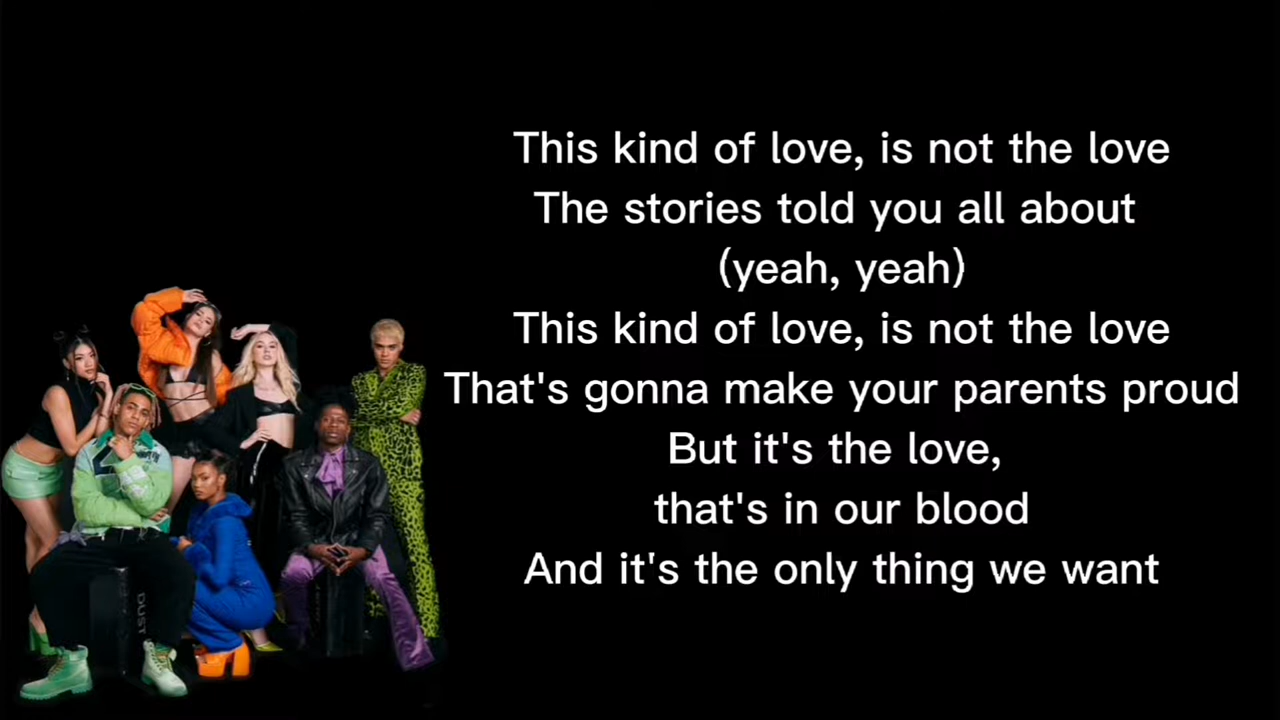 This kind of love, is not the love
The stories told you all about
(yeah, yeah)
This kind of love, is not the love
That's gonna make your parents proud
But it's the love,
that's in our blood
And it's the only thing we want
DUST